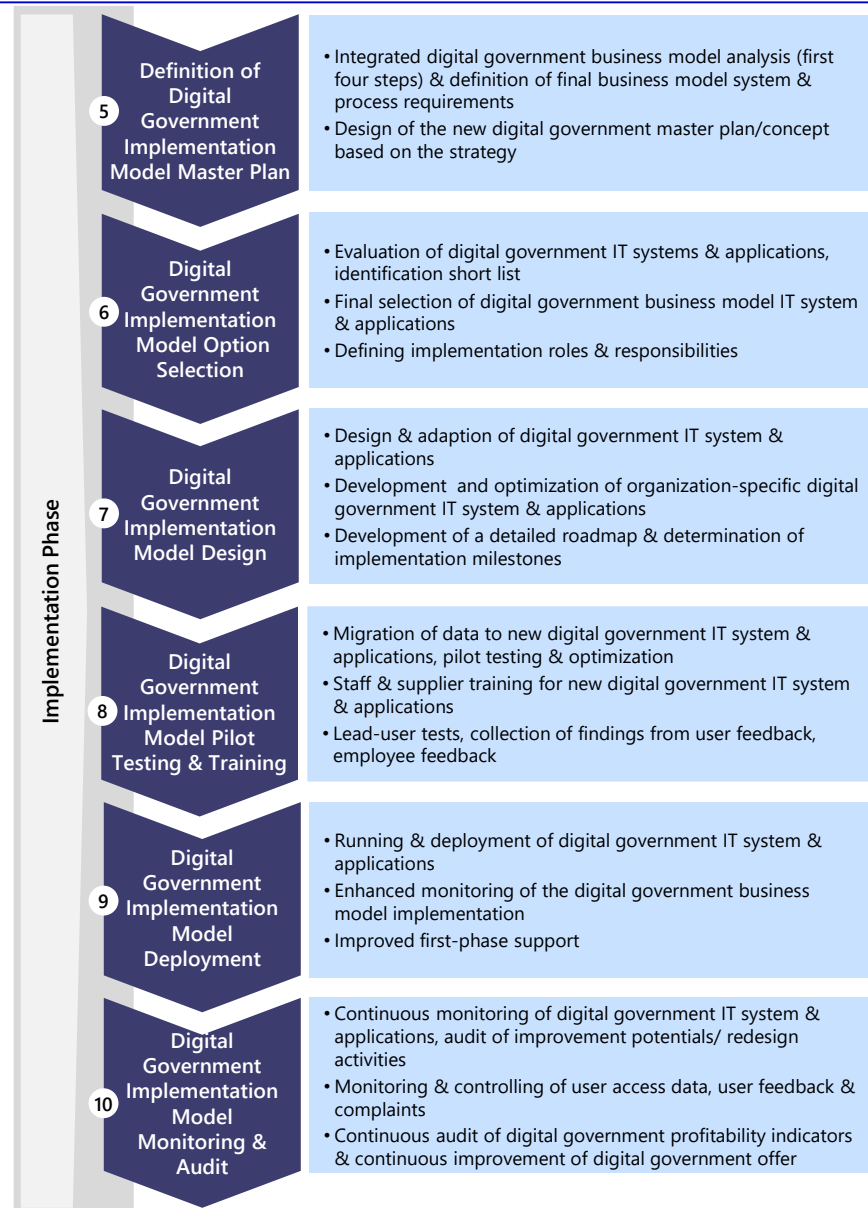 Implementation Phase
5
Definition of
Digital
Government
Implementation
Model Master Plan
• Integrated digital government business model analysis (first
four steps) & definition of final business model system &
process requirements
• Design of the new digital government master plan/concept
based on the strategy
6
Digital
Government
Implementation
Model Option
Selection
• Evaluation of digital government IT systems & applications,
identification short list
• Final selection of digital government business model IT system
& applications
• Defining implementation roles & responsibilities
7
Digital
Government
Implementation
Model Design
• Design & adaption of digital government IT system &
applications
• Development and optimization of organization-specific digital
government IT system & applications
• Development of a detailed roadmap & determination of
implementation milestones
8
Digital
Government
Implementation
Model Pilot
Testing & Training
• Migration of data to new digital government IT system &
applications, pilot testing & optimization
• Staff & supplier training for new digital government IT system
& applications
• Lead-user tests, collection of findings from user feedback,
employee feedback
9
Digital
Government
Implementation
Model
Deployment
• Running & deployment of digital government IT system &
applications
• Enhanced monitoring of the digital government business
model implementation
• Improved first-phase support
10
Digital
Government
Implementation
Model
Monitoring &
Audit
• Continuous monitoring of digital government IT system &
applications, audit of improvement potentials/ redesign
activities
• Monitoring & controlling of user access data, user feedback &
complaints
• Continuous audit of digital government profitability indicators
& continuous improvement of digital government offer